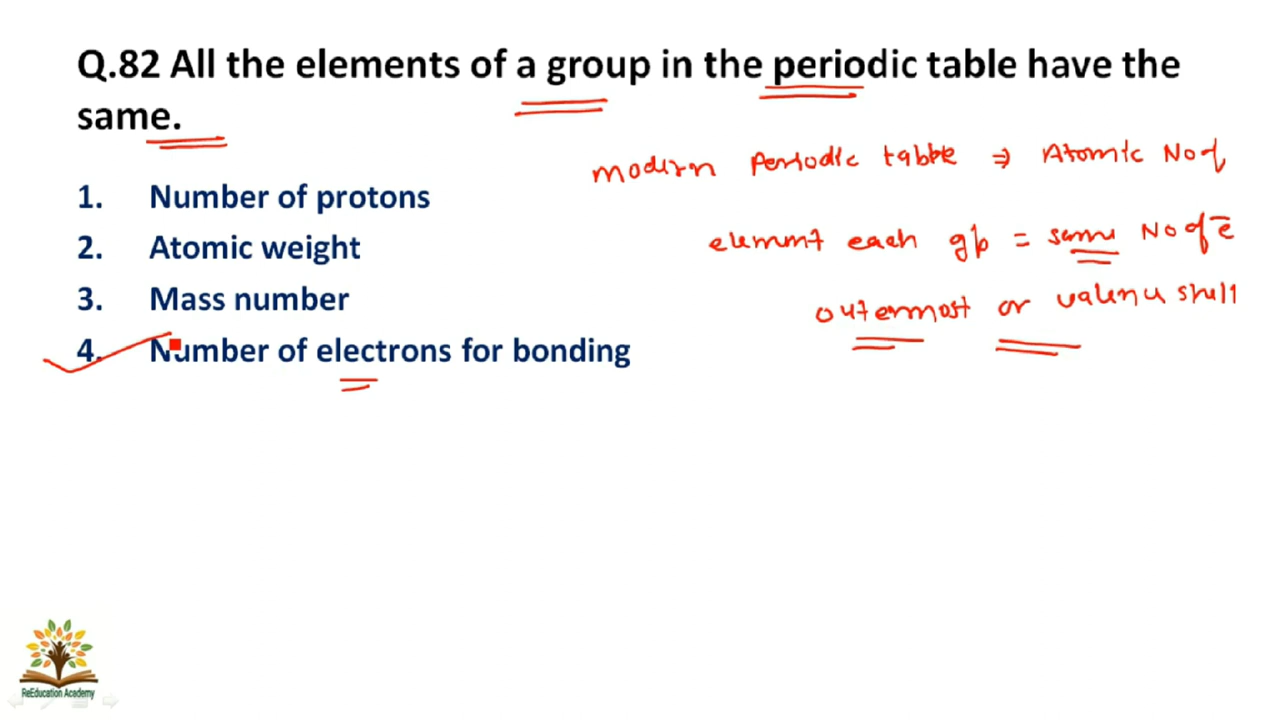 Q.82 All the elements of a group in the periodic table have the
same.
modern Periodic table ⇒ Atomic No of
1. Number of protons
element each gp = same No of e̅
2. Atomic weight
outermost or valence shell
3. Mass number
4. Number of electrons for bonding
ReEducation Academy